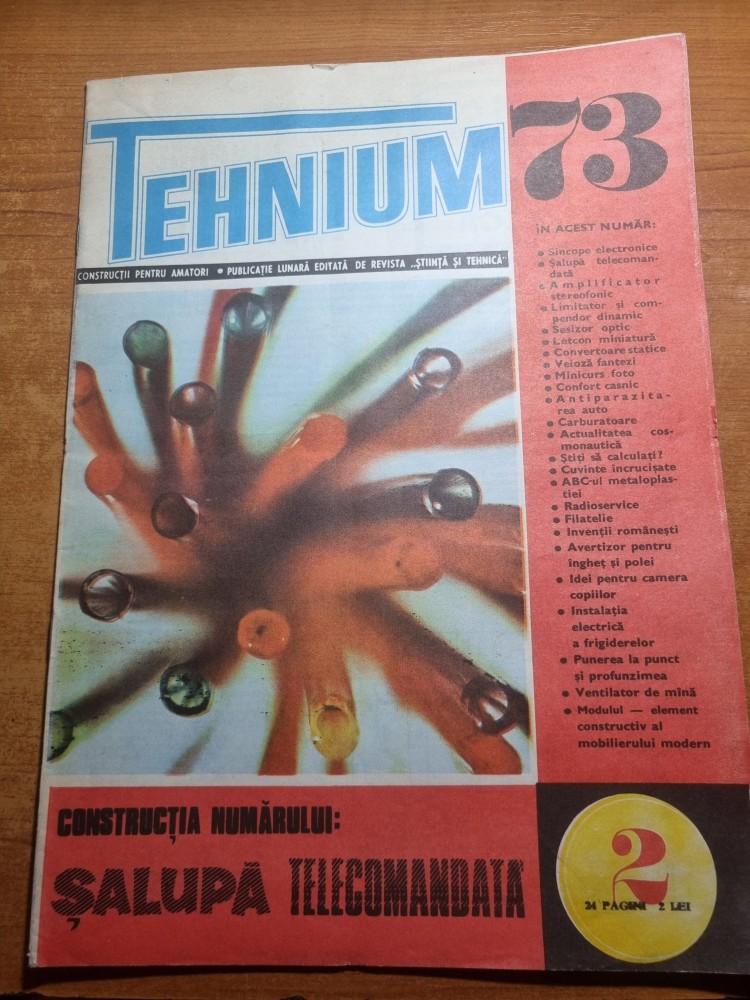 TEHNIUM
73
CONSTRUCȚII PENTRU AMATORI • PUBLICAȚIE LUNARĂ EDITATĂ DE REVISTA „ȘTIINȚĂ ȘI TEHNICĂ"
ÎN ACEST NUMĂR:
• Sincope electronice
• Șalupă telecoman-
dată
• Amplificator
stereofonic
• Limitator și com-
pendor dinamic
• Sesizor optic
• Letcon miniatură
• Convertoare statice
• Veioză fantezi
• Minicurs foto
• Confort casnic
• Antiparazita-
rea auto
• Carburatoare
• Actualitatea cos-
monautică
• Știți să calculați?
• Cuvinte încrucișate
• ABC-ul metaloplas-
tiei
• Radioservice
• Filatelie
• Invenții românești
• Avertizor pentru
îngheț și polei
• Idei pentru camera
copiilor
• Instalația
electrică
a frigiderelor
• Punerea la punct
și profunzimea
• Ventilator de mînă
• Modulul — element
constructiv al
mobilierului modern
CONSTRUCȚIA NUMĂRULUI:
ȘALUPĂ TELECOMANDATĂ
2
24 PAGINI 2 LEI